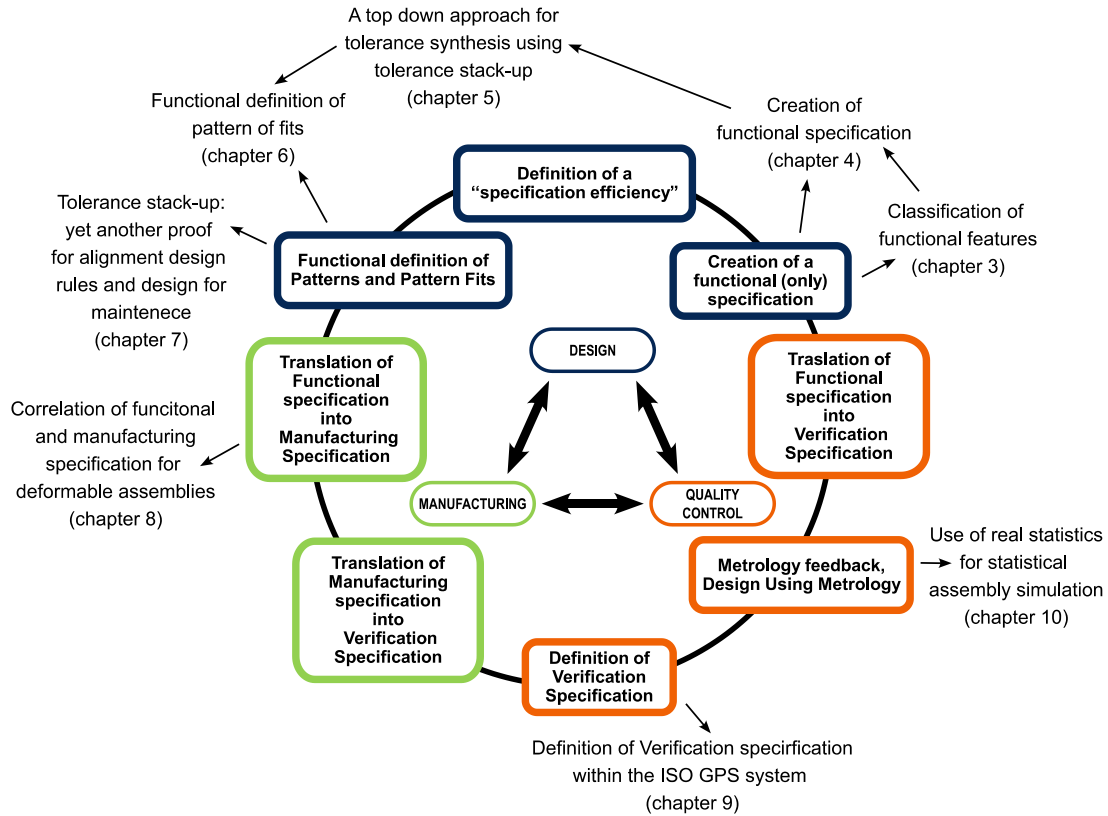 A top down approach for
tolerance synthesis using
tolerance stack-up
(chapter 5)
Functional definition of
pattern of fits
(chapter 6)
Creation of
functional specification
(chapter 4)
Definition of a
“specification efficiency”
Tolerance stack-up:
yet another proof
for alignment design
rules and design for
maintenece
(chapter 7)
Classification of
functional features
(chapter 3)
Functional definition of
Patterns and Pattern Fits
Creation of a
functional (only)
specification
DESIGN
Translation of
Functional
specification
into
Manufacturing
Specification
Traslation of
Functional
specification
into
Verification
Specification
Correlation of funcitonal
and manufacturing
specification for
deformable assemblies
(chapter 8)
MANUFACTURING
QUALITY
CONTROL
Translation of
Manufacturing
specification
into
Verification
Specification
Metrology feedback,
Design Using Metrology
Use of real statistics
for statistical
assembly simulation
(chapter 10)
Definition of
Verification
Specification
Definition of Verification specirfication
within the ISO GPS system
(chapter 9)